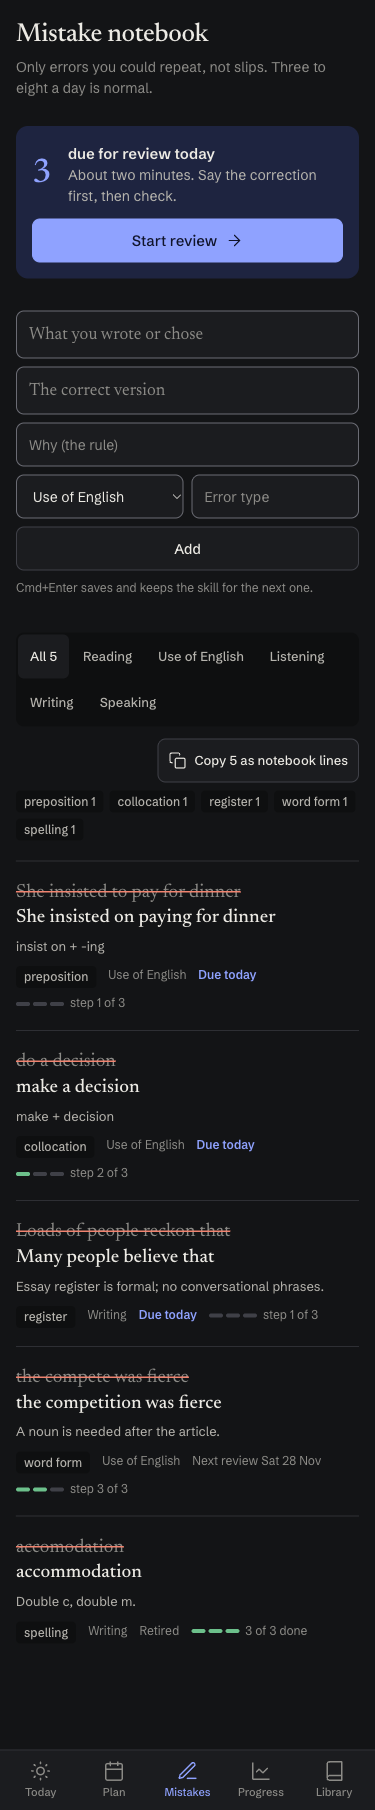 Mistake notebook
Only errors you could repeat, not slips. Three to
eight a day is normal.
3
due for review today
About two minutes. Say the correction
first, then check.
Start review →
What you wrote or chose
The correct version
Why (the rule)
Use of English
Error type
Add
Cmd+Enter saves and keeps the skill for the next one.
All 5 Reading Use of English Listening
Writing Speaking
Copy 5 as notebook lines
preposition 1 collocation 1 register 1 word form 1
spelling 1
She insisted to pay for dinner
She insisted on paying for dinner
insist on + -ing
preposition Use of English Due today
step 1 of 3
do a decision
make a decision
make + decision
collocation Use of English Due today
step 2 of 3
Loads of people reckon that
Many people believe that
Essay register is formal; no conversational phrases.
register Writing Due today step 1 of 3
the compete was fierce
the competition was fierce
A noun is needed after the article.
word form Use of English Next review Sat 28 Nov
step 3 of 3
accomodation
accommodation
Double c, double m.
spelling Writing Retired 3 of 3 done
Today Plan Mistakes Progress Library